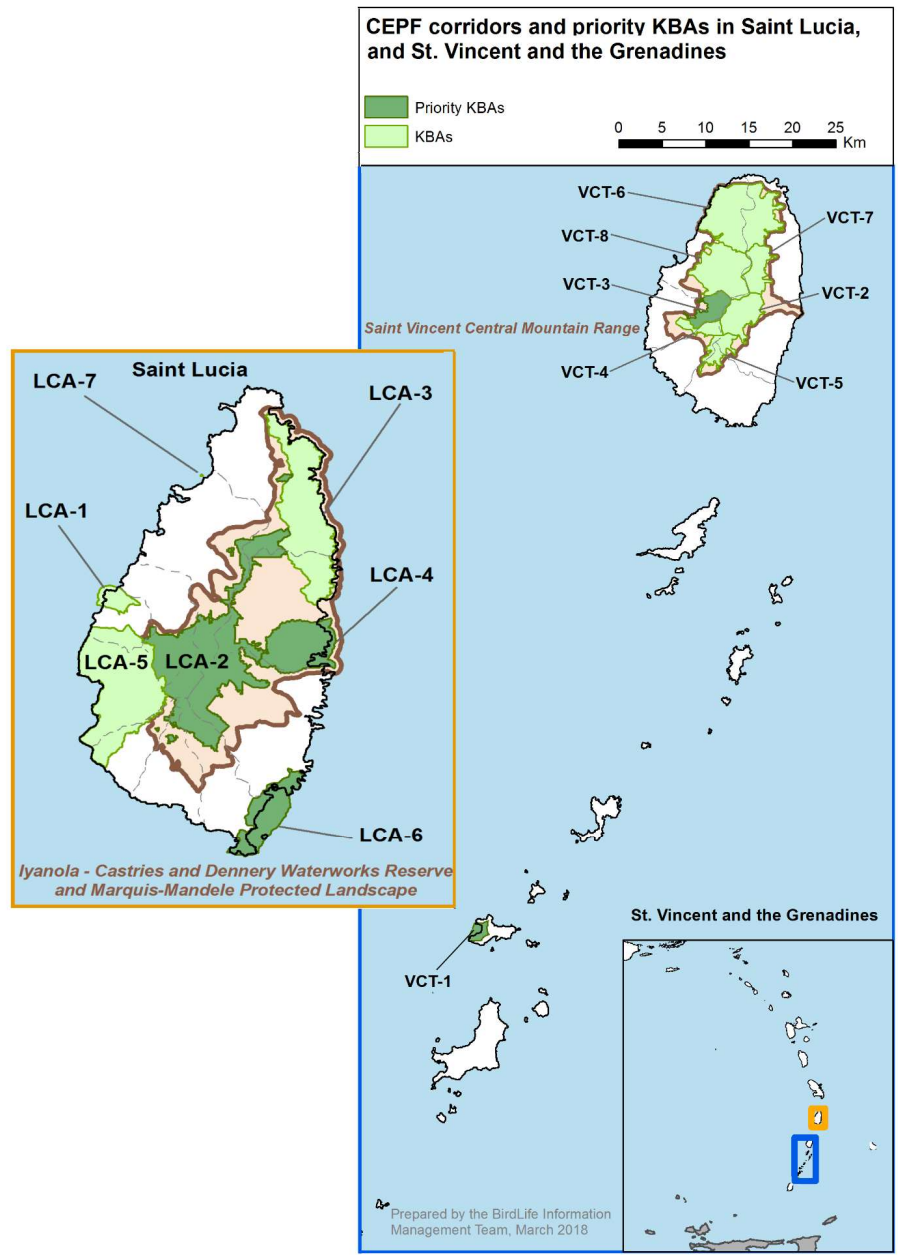 CEPF corridors and priority KBAs in Saint Lucia,
and St. Vincent and the Grenadines
Priority KBAs
KBAs
0 5 10 15 20 25
Km
VCT-6
VCT-7
VCT-8
VCT-3
VCT-2
Saint Vincent Central Mountain Range
VCT-4
VCT-5
Saint Lucia
LCA-7
LCA-3
LCA-1
LCA-4
LCA-5
LCA-2
LCA-6
Iyanola - Castries and Dennery Waterworks Reserve
and Marquis-Mandele Protected Landscape
St. Vincent and the Grenadines
VCT-1
Prepared by the BirdLife Information
Management Team, March 2018